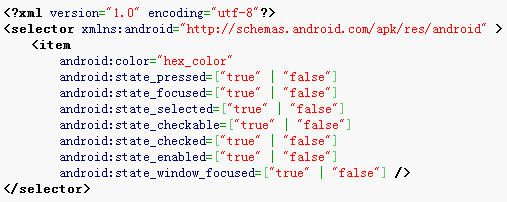 <?xml version="1.0" encoding="utf-8"?>
<selector xmlns:android="http://schemas.android.com/apk/res/android" >
    <item
        android:color="hex_color"
        android:state_pressed=["true" | "false"]
        android:state_focused=["true" | "false"]
        android:state_selected=["true" | "false"]
        android:state_checkable=["true" | "false"]
        android:state_checked=["true" | "false"]
        android:state_enabled=["true" | "false"]
        android:state_window_focused=["true" | "false"] />
</selector>